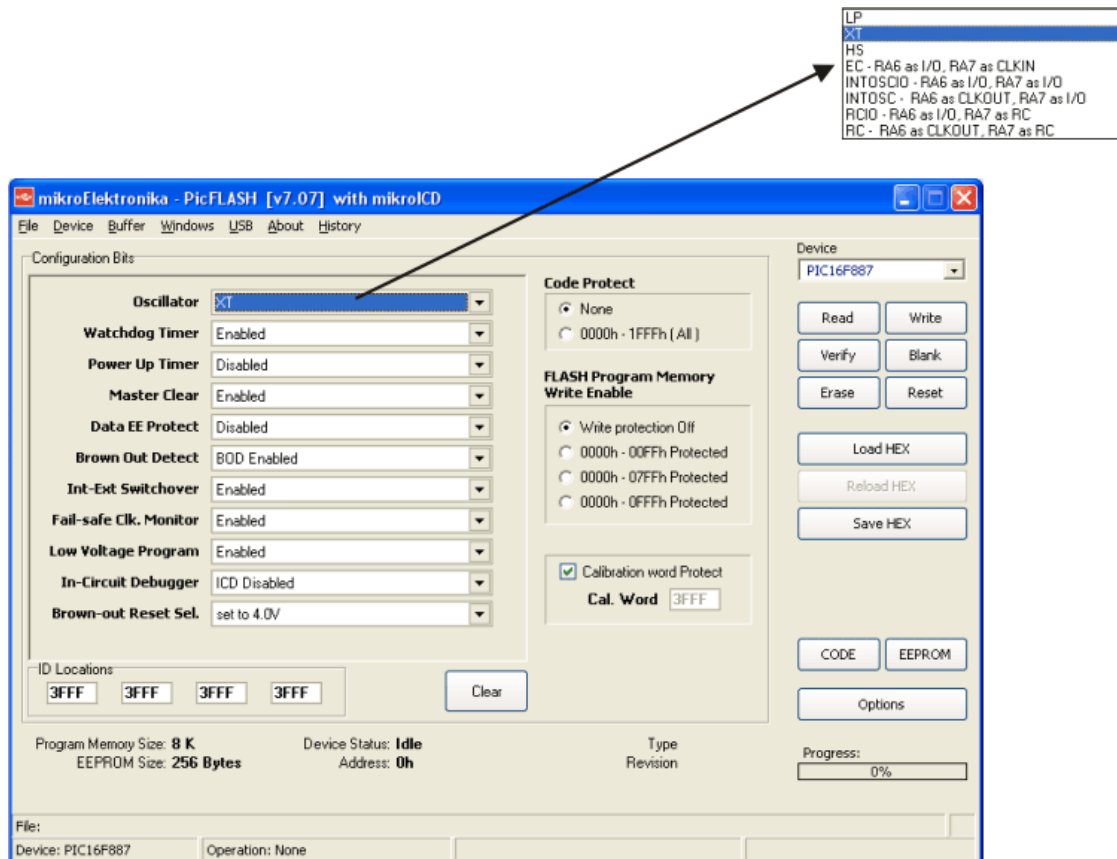 LP
XT
HS
EC - RA6 as I/O, RA7 as CLKIN
INTOSCIO - RA6 as I/O, RA7 as I/O
INTOSC - RA6 as CLKOUT, RA7 as I/O
RCIO - RA6 as I/O, RA7 as RC
RC - RA6 as CLKOUT, RA7 as RC
mikroElektronika - PicFLASH [v7.07] with mikroICD
File Device Buffer Windows USB About History
Configuration Bits
Oscillator XT
Watchdog Timer Enabled
Power Up Timer Disabled
Master Clear Enabled
Data EE Protect Disabled
Brown Out Detect BOD Enabled
Int-Ext Switchover Enabled
Fail-safe Clk. Monitor Enabled
Low Voltage Program Enabled
In-Circuit Debugger ICD Disabled
Brown-out Reset Sel. set to 4.0V
Code Protect
None
0000h - 1FFFh ( All )
FLASH Program Memory
Write Enable
Write protection Off
0000h - 00FFh Protected
0000h - 07FFh Protected
0000h - 0FFFh Protected
Calibration word Protect
Cal. Word 3FFF
Device
PIC16F887
Read Write
Verify Blank
Erase Reset
Load HEX
Reload HEX
Save HEX
CODE EEPROM
Options
ID Locations
3FFF 3FFF 3FFF 3FFF
Clear
Program Memory Size: 8 K Device Status: Idle Type
EEPROM Size: 256 Bytes Address: 0h Revision
Progress:
0%
File:
Device: PIC16F887 Operation: None